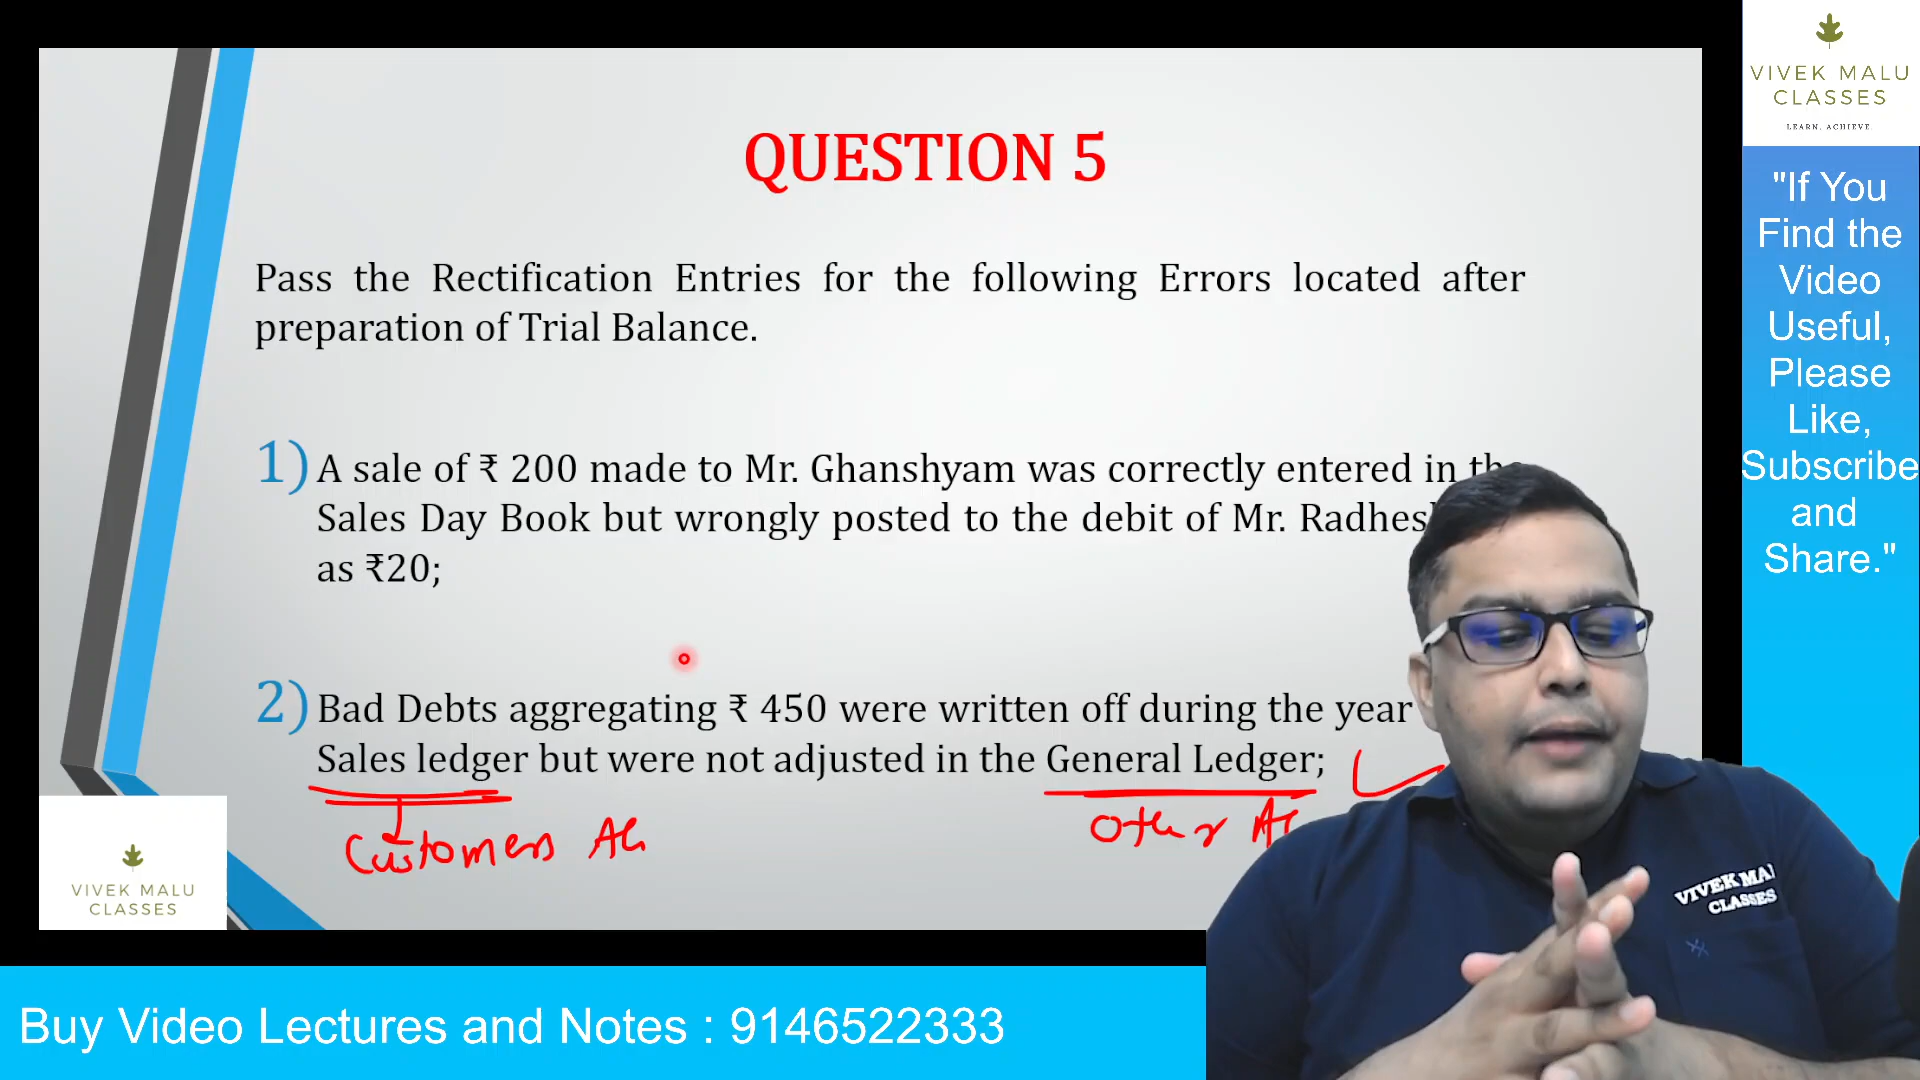 QUESTION 5
Pass the Rectification Entries for the following Errors located after
preparation of Trial Balance.
1) A sale of ₹ 200 made to Mr. Ghanshyam was correctly entered in the
Sales Day Book but wrongly posted to the debit of Mr.
as ₹20;
2) Bad Debts aggregating ₹ 450 were written off during the year
Sales ledger but were not adjusted in the General Ledger;
Customers
Other
VIVEK MALU
CLASSES
VIVEK MALU
CLASSES
LEARN. ACHIEVE.
"If You
Find the
Video
Useful,
Please
Like,
Subscribe
and
Share."
VIVEK
CLASSES
Buy Video Lectures and Notes : 9146522333